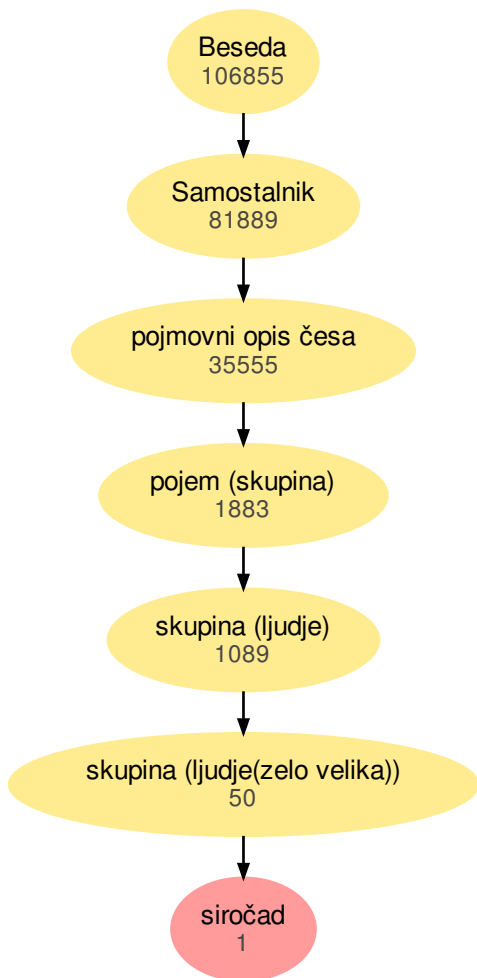 Beseda
106855
Samostalnik
81889
pojmovni opis česa
35555
pojem (skupina)
1883
skupina (ljudje)
1089
skupina (ljudje(zelo velika))
50
siročad
1